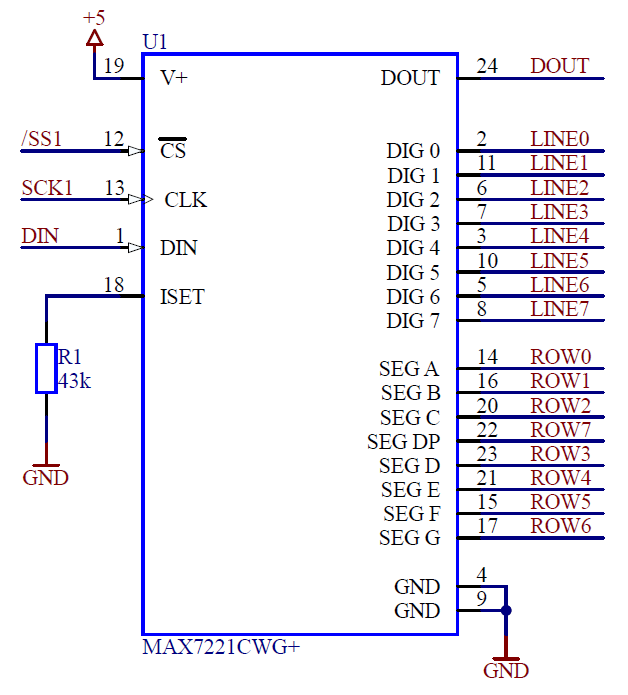 +5
U1
19 V+ DOUT 24 DOUT
/SS1 12 CS DIG 0 2 LINE0
DIG 1 11 LINE1
SCK1 13 CLK DIG 2 6 LINE2
DIG 3 7 LINE3
DIN 1 DIN DIG 4 3 LINE4
DIG 5 10 LINE5
18 ISET DIG 6 5 LINE6
DIG 7 8 LINE7
R1
43k
GND
SEG A 14 ROW0
SEG B 16 ROW1
SEG C 20 ROW2
SEG DP 22 ROW7
SEG D 23 ROW3
SEG E 21 ROW4
SEG F 15 ROW5
SEG G 17 ROW6
GND 4
GND 9
MAX7221CWG+
GND